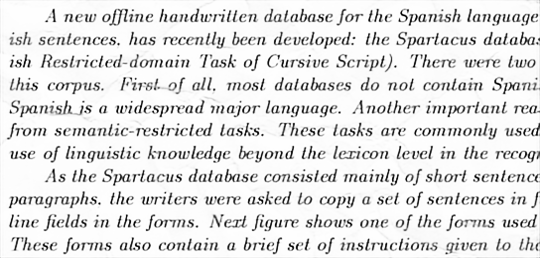 A new offline handwritten database for the Spanish language
ish sentences, has recently been developed: the Spartacus databas
ish Restricted-domain Task of Cursive Script). There were two
this corpus. First of all, most databases do not contain Spani
Spanish is a widespread major language. Another important rea
from semantic-restricted tasks. These tasks are commonly used
use of linguistic knowledge beyond the lexicon level in the recogn
As the Spartacus database consisted mainly of short sentence
paragraphs, the writers were asked to copy a set of sentences in f
line fields in the forms. Next figure shows one of the forms used
These forms also contain a brief set of instructions given to the